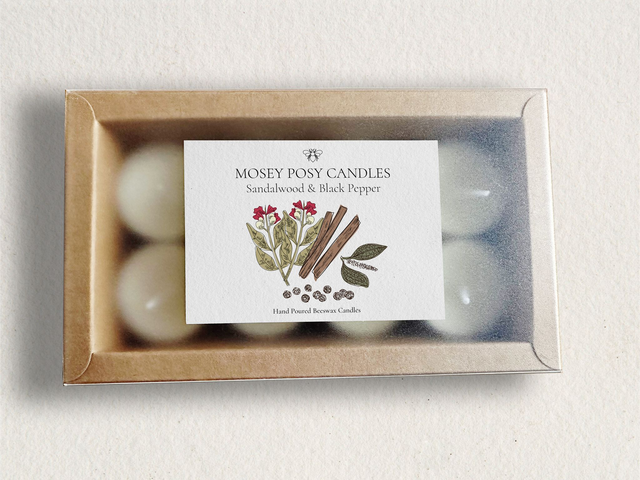 MOSEY POSY CANDLES
Sandalwood & Black Pepper
Hand Poured Beeswax Candles